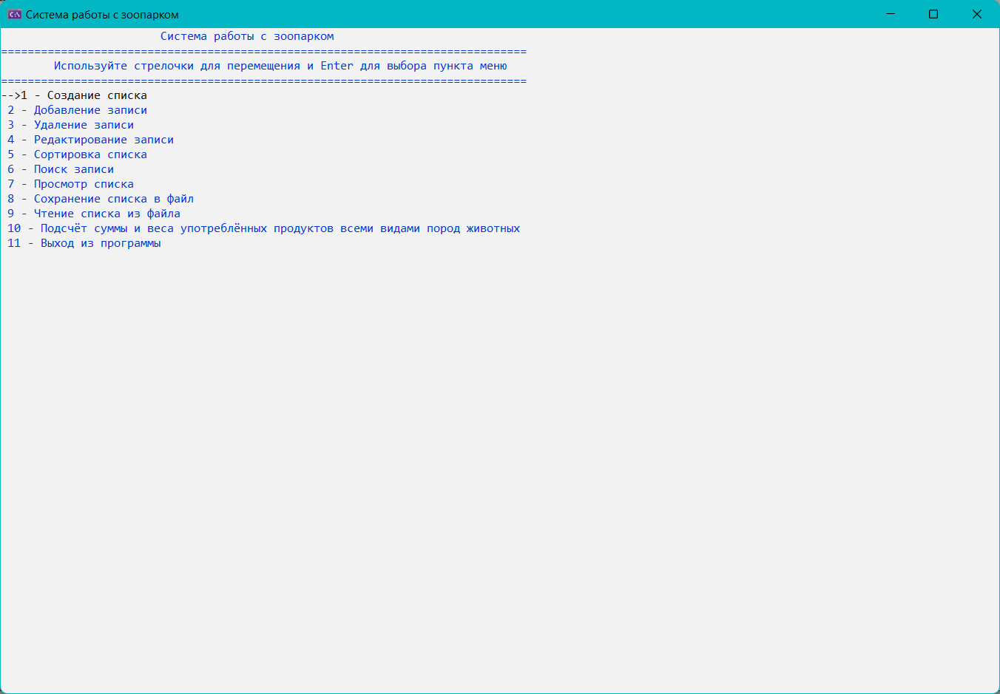 Система работы с зоопарком
Система работы с зоопарком
===============================================================================
Используйте стрелочки для перемещения и Enter для выбора пункта меню
===============================================================================
-->1 - Создание списка
2 - Добавление записи
3 - Удаление записи
4 - Редактирование записи
5 - Сортировка списка
6 - Поиск записи
7 - Просмотр списка
8 - Сохранение списка в файл
9 - Чтение списка из файла
10 - Подсчёт суммы и веса употреблённых продуктов всеми видами пород животных
11 - Выход из программы